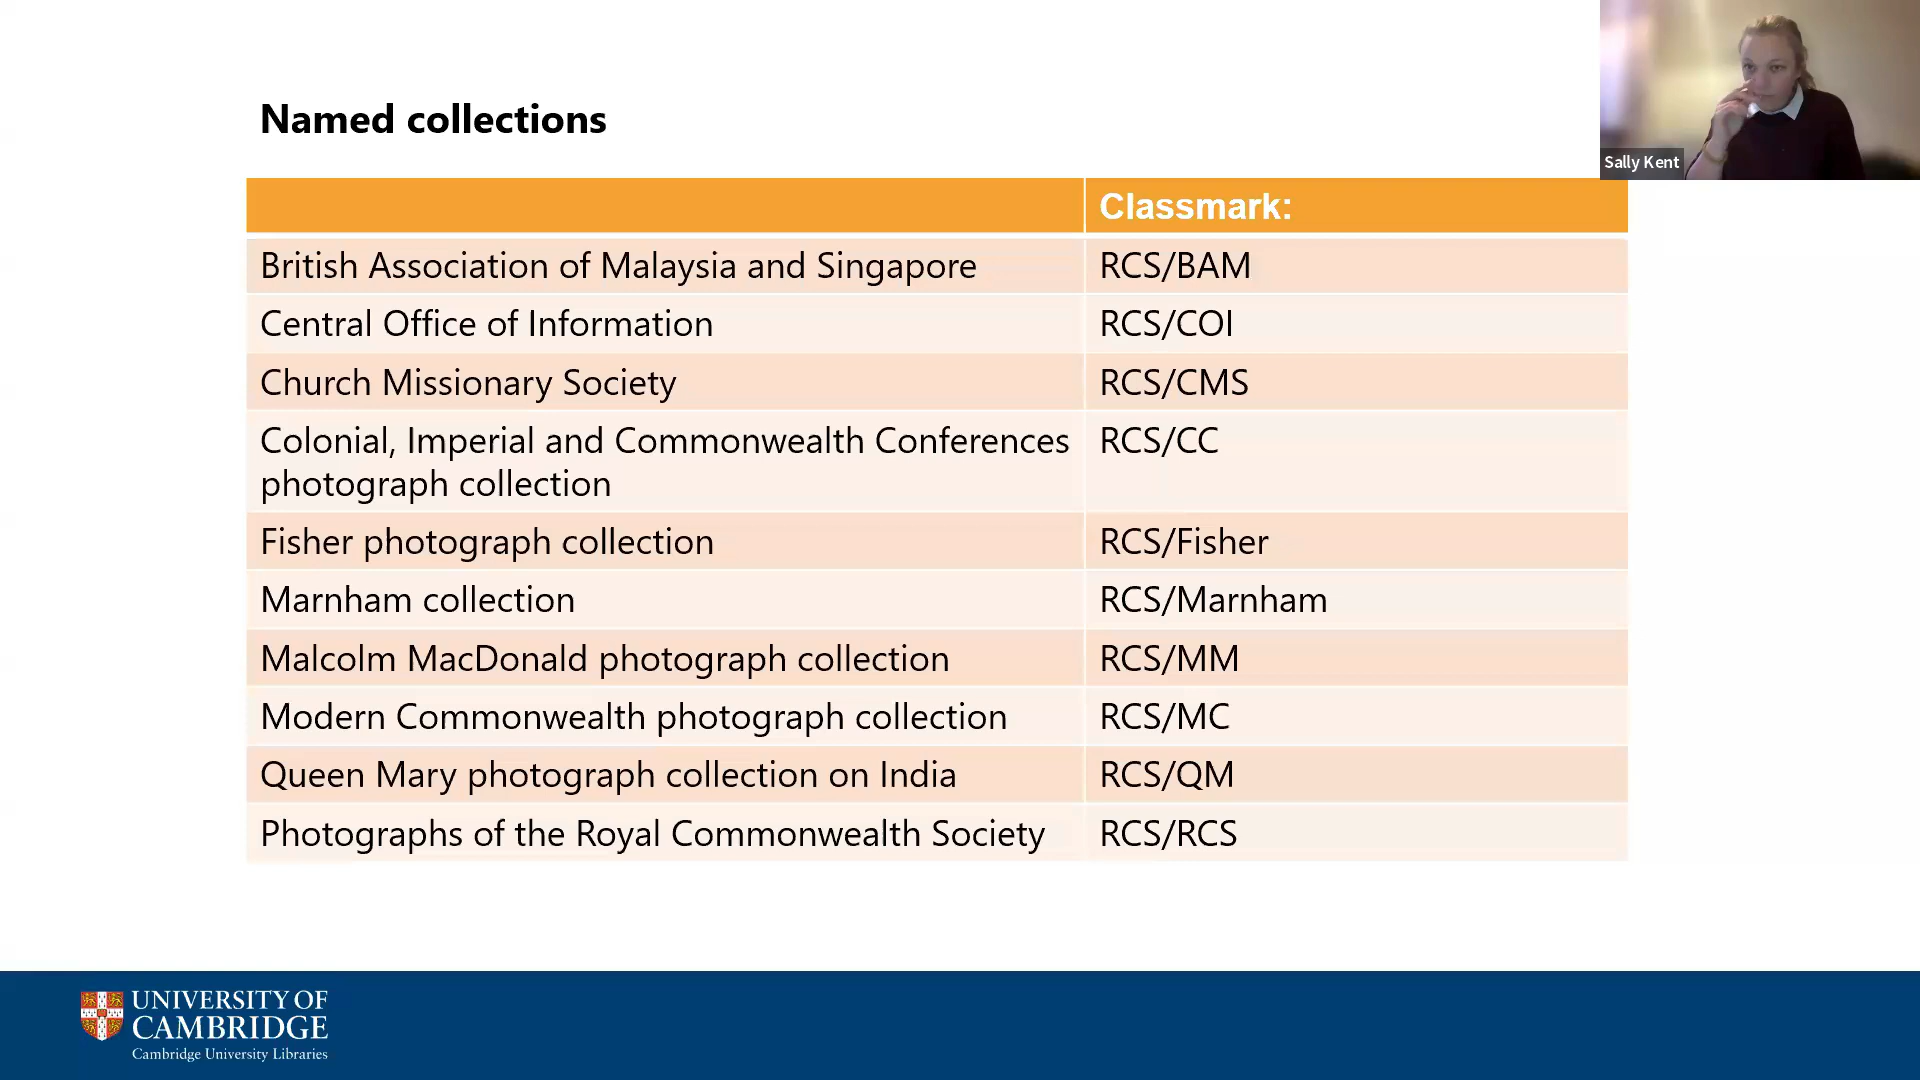 Named collections
Sally Kent
Classmark:
British Association of Malaysia and Singapore RCS/BAM
Central Office of Information RCS/COI
Church Missionary Society RCS/CMS
Colonial, Imperial and Commonwealth Conferences RCS/CC
photograph collection
Fisher photograph collection RCS/Fisher
Marnham collection RCS/Marnham
Malcolm MacDonald photograph collection RCS/MM
Modern Commonwealth photograph collection RCS/MC
Queen Mary photograph collection on India RCS/QM
Photographs of the Royal Commonwealth Society RCS/RCS
UNIVERSITY OF
CAMBRIDGE
Cambridge University Libraries